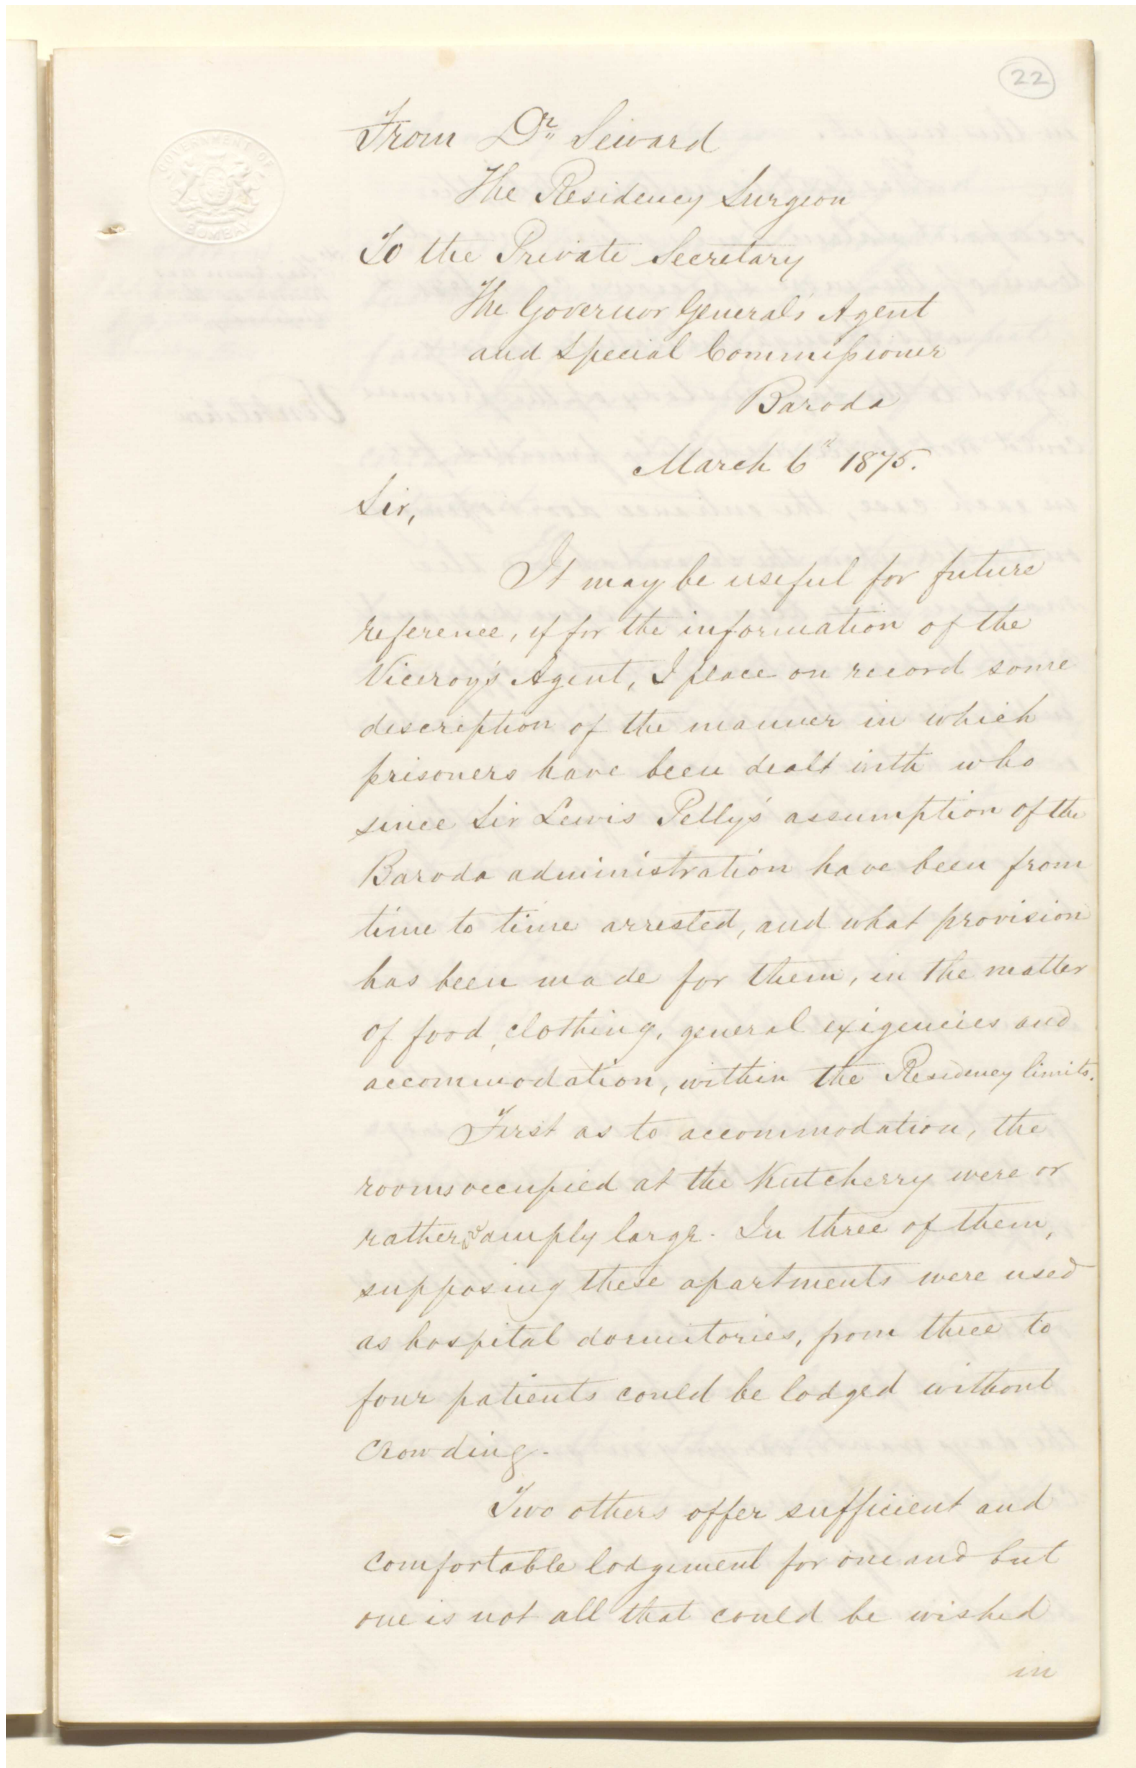 22
GOVERNMENT OF
BOMBAY
From Dr. Seward
The Residency Surgeon
To the Private Secretary
The Governor General's Agent
and Special Commissioner
Baroda
March 6th 1875.
Sir,
It may be useful for future
reference, if for the information of the
Viceroy's Agent, I place on record some
description of the manner in which
prisoners have been dealt with who
since Sir Lewis Pelly's assumption of the
Baroda administration have been from
time to time arrested, and what provision
has been made for them, in the matter
of food, clothing, general exigencies and
accommodation, within the Residency limits.
First as to accommodation, the
rooms occupied at the Kutcherry were or
rather amply large. In three of them,
supposing these apartments were used
as hospital dormitories, from three to
four patients could be lodged without
crowding.
Two others offer sufficient and
comfortable lodgement for one and but
one is not all that could be wished
in